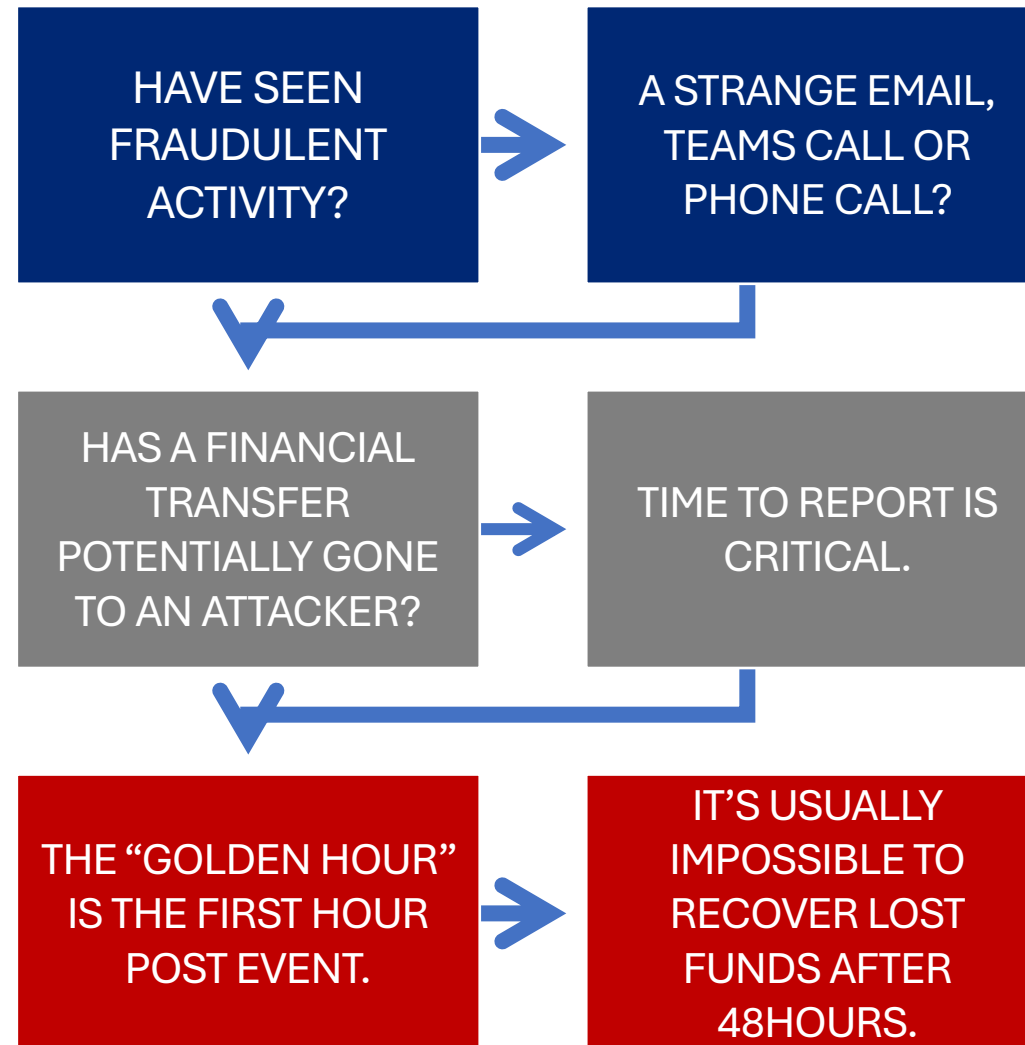 HAVE SEEN
FRAUDULENT
ACTIVITY?
A STRANGE EMAIL,
TEAMS CALL OR
PHONE CALL?
HAS A FINANCIAL
TRANSFER
POTENTIALLY GONE
TO AN ATTACKER?
TIME TO REPORT IS
CRITICAL.
THE “GOLDEN HOUR”
IS THE FIRST HOUR
POST EVENT.
IT’S USUALLY
IMPOSSIBLE TO
RECOVER LOST
FUNDS AFTER
48HOURS.